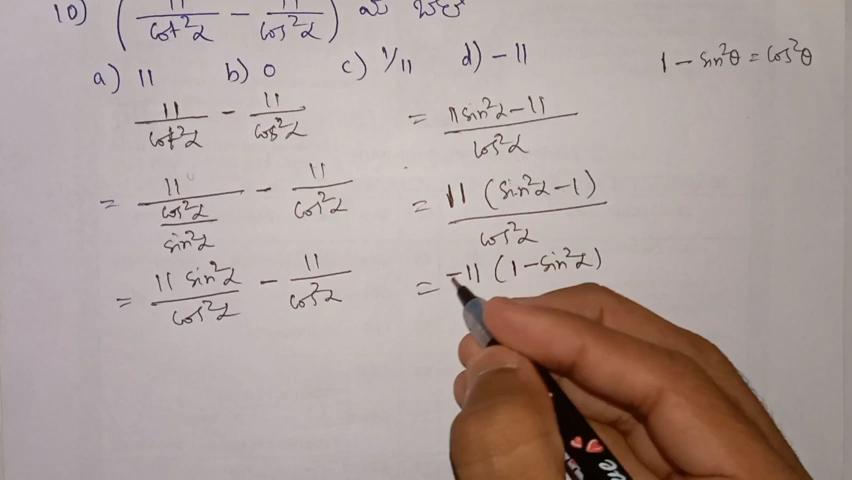 10) (11/cot²α − 11/cos²α) ಯ ಬೆಲೆ
a) 11 b) 0 c) 1/11 d) −11
1 − sin²θ = cos²θ
11/cot²α − 11/cos²α
= 11/(cos²α/sin²α) − 11/cos²α
= 11 sin²α/cos²α − 11/cos²α
= (11 sin²α − 11)/cos²α
= 11 (sin²α − 1)/cos²α
= −11 (1 − sin²α)